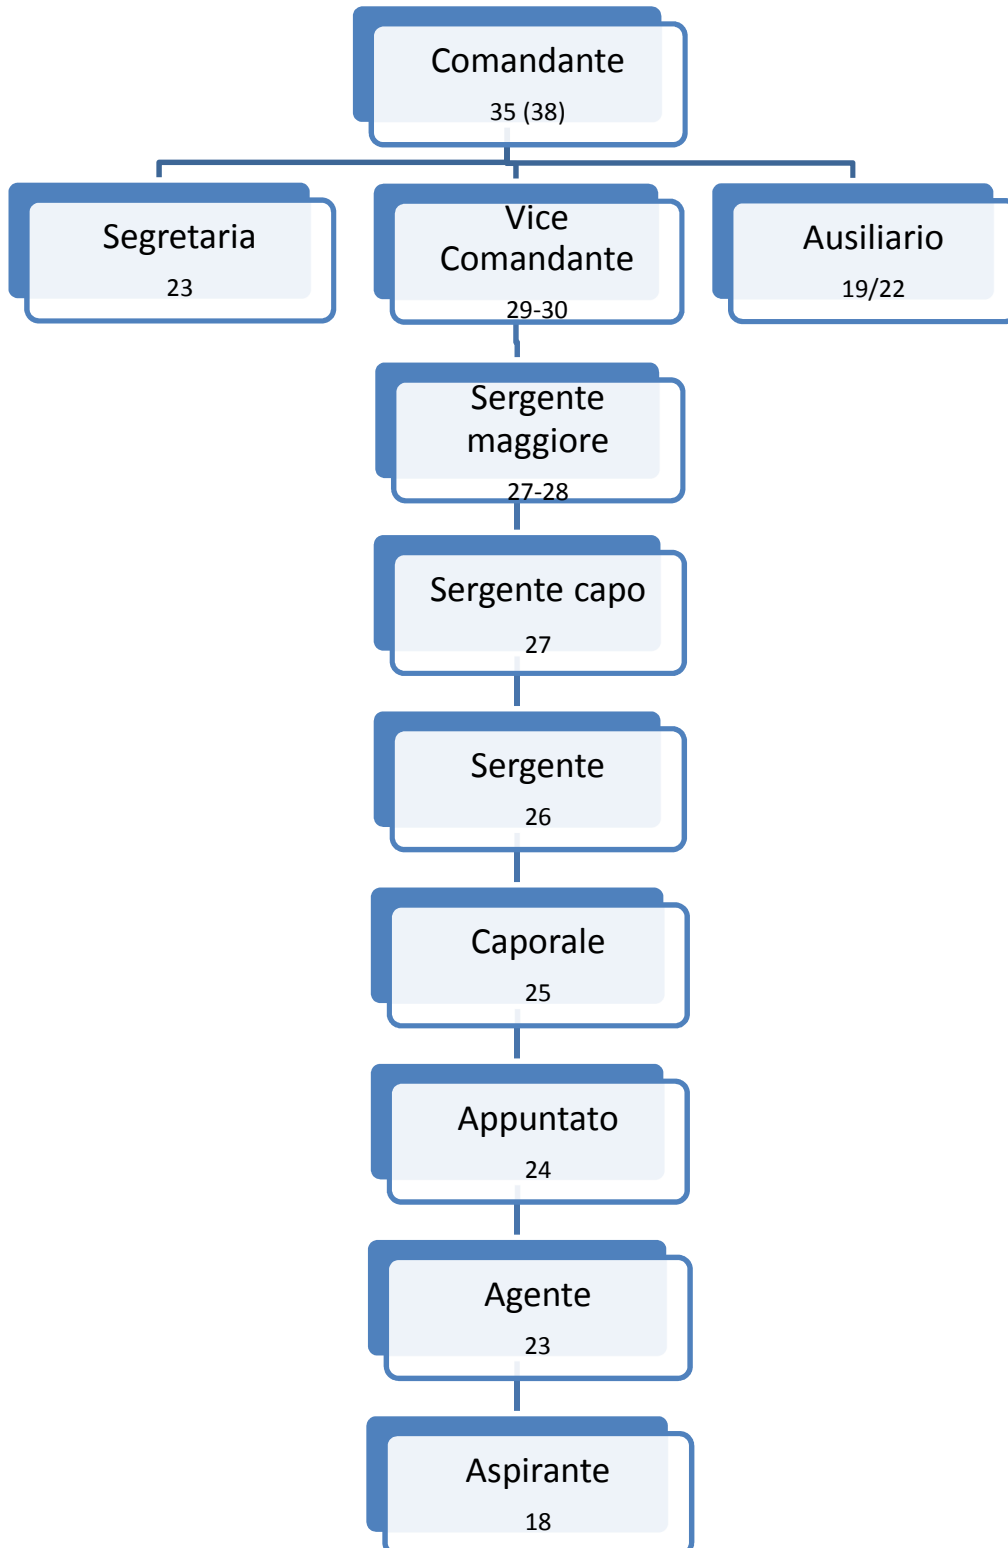 Comandante
35 (38)
Segretaria
23
Vice
Comandante
29-30
Ausiliario
19/22
Sergente
maggiore
27-28
Sergente capo
27
Sergente
26
Caporale
25
Appuntato
24
Agente
23
Aspirante
18